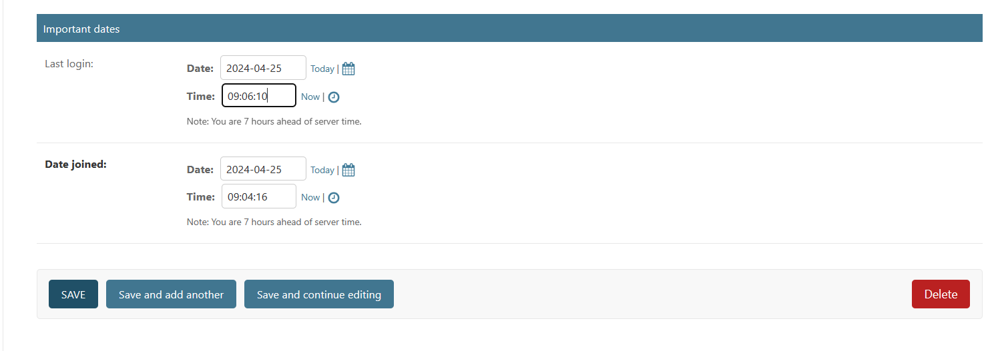 Important dates
Last login:
Date: 2024-04-25 Today |
Time: 09:06:10 Now |
Note: You are 7 hours ahead of server time.
Date joined:
Date: 2024-04-25 Today |
Time: 09:04:16 Now |
Note: You are 7 hours ahead of server time.
SAVE Save and add another Save and continue editing Delete